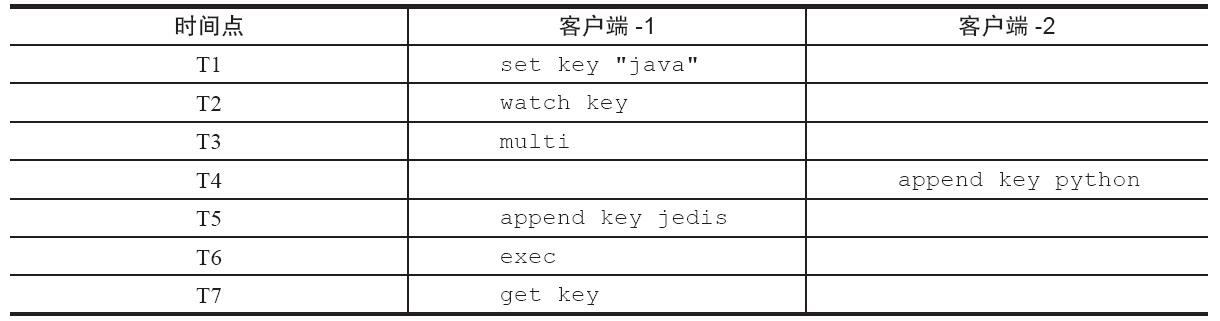 时间点 客户端 -1 客户端 -2
T1 set key "java"
T2 watch key
T3 multi
T4 append key python
T5 append key jedis
T6 exec
T7 get key